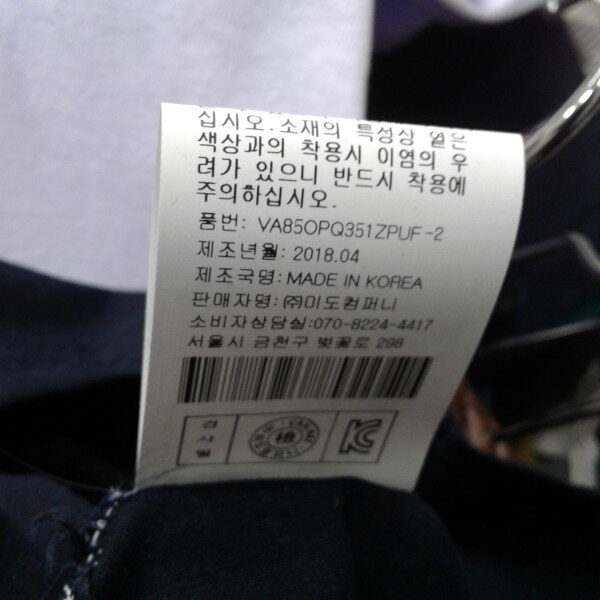 십시오.소재의 특성상 옅은
색상과의 착용시 이염의 우
려가 있으니 반드시 착용에
주의하십시오.
품번: VA85OPQ351ZPUF-2
제조년월: 2018.04
제조국명: MADE IN KOREA
판매자명: (주)미도컴퍼니
소비자상담실:070-8224-4417
서울시 금천구 벚꽃로 298
검사필